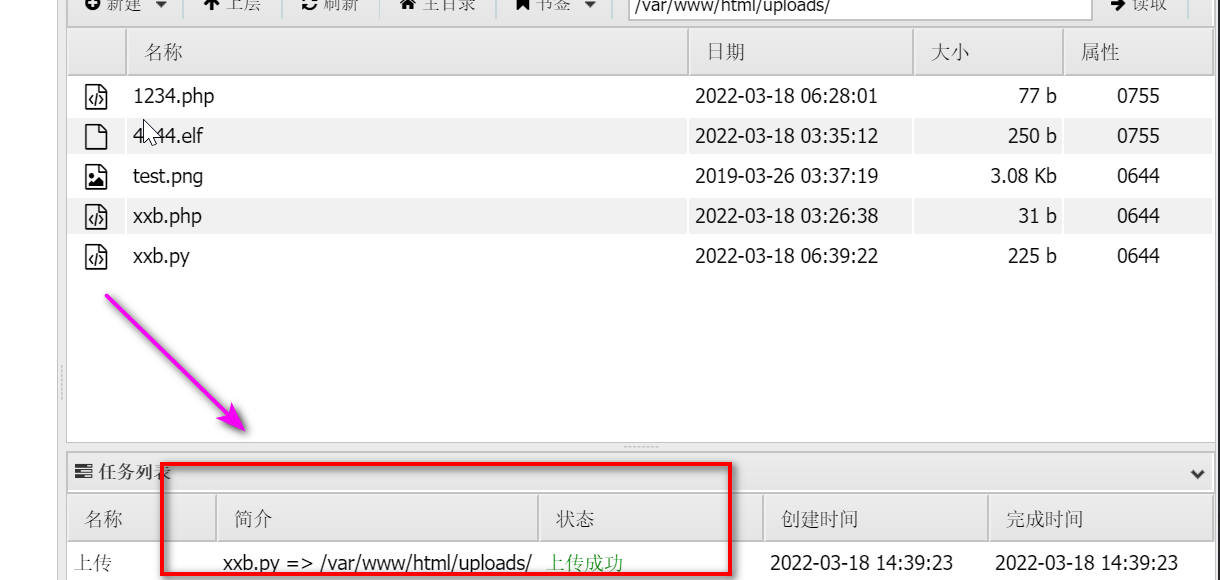 新建 上层 刷新 主目录 书签 /var/www/html/uploads/ 读取
名称 日期 大小 属性
1234.php 2022-03-18 06:28:01 77 b 0755
4444.elf 2022-03-18 03:35:12 250 b 0755
test.png 2019-03-26 03:37:19 3.08 Kb 0644
xxb.php 2022-03-18 03:26:38 31 b 0644
xxb.py 2022-03-18 06:39:22 225 b 0644
任务列表
名称 简介 状态 创建时间 完成时间
上传 xxb.py => /var/www/html/uploads/ 上传成功 2022-03-18 14:39:23 2022-03-18 14:39:23